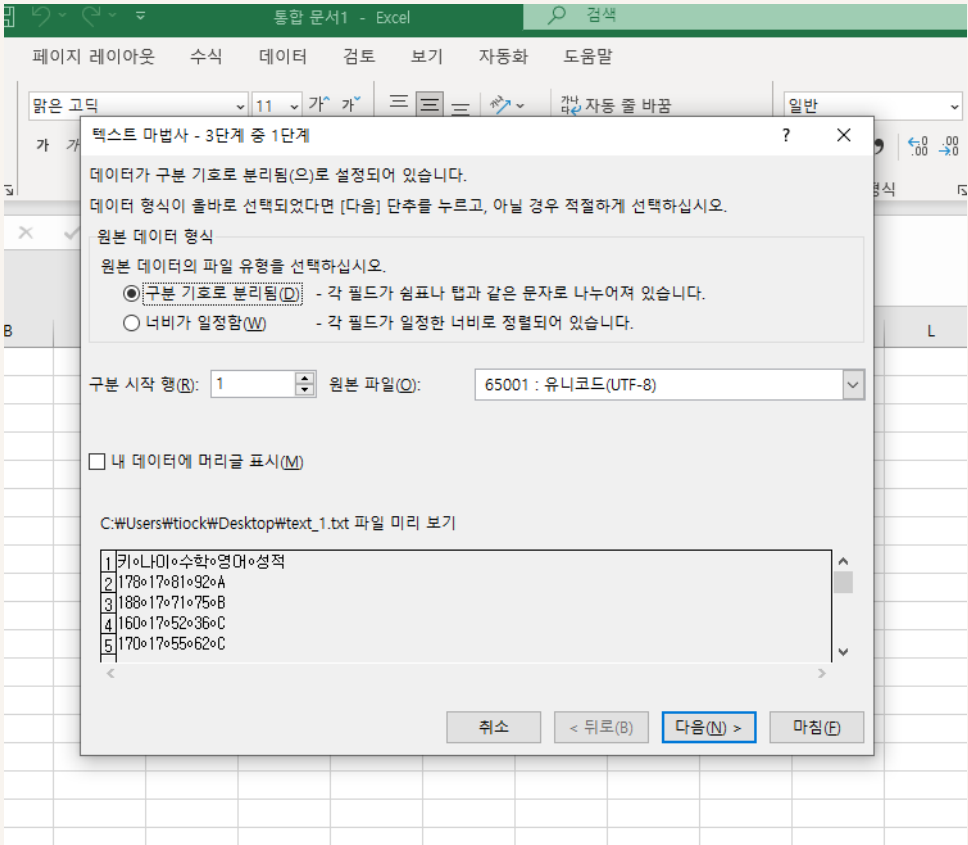 통합 문서1 - Excel
검색
페이지 레이아웃 수식 데이터 검토 보기 자동화 도움말
맑은 고딕 11 가 가 자동 줄 바꿈 일반
가 가
텍스트 마법사 - 3단계 중 1단계 ?
데이터가 구분 기호로 분리됨(으)로 설정되어 있습니다.
데이터 형식이 올바로 선택되었다면 [다음] 단추를 누르고, 아닐 경우 적절하게 선택하십시오.
원본 데이터 형식
원본 데이터의 파일 유형을 선택하십시오.
구분 기호로 분리됨(D) - 각 필드가 쉼표나 탭과 같은 문자로 나누어져 있습니다.
너비가 일정함(W) - 각 필드가 일정한 너비로 정렬되어 있습니다.
B L
구분 시작 행(R): 1 원본 파일(O): 65001 : 유니코드(UTF-8)
내 데이터에 머리글 표시(M)
C:₩Users₩tiock₩Desktop₩text_1.txt 파일 미리 보기
1 키∘나이∘수학∘영어∘성적
2 178∘17∘81∘92∘A
3 188∘17∘71∘75∘B
4 160∘17∘52∘36∘C
5 170∘17∘55∘62∘C
취소 < 뒤로(B) 다음(N) > 마침(F)